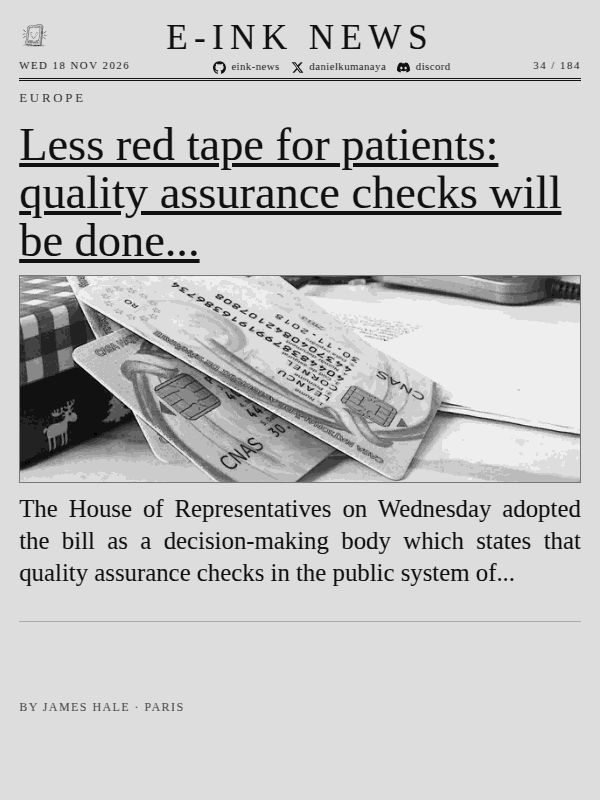 E-INK NEWS
WED 18 NOV 2026
eink-news danielkumanaya discord
34 / 184
EUROPE
Less red tape for patients:
quality assurance checks will
be done...
CNAS
CNAS
The House of Representatives on Wednesday adopted
the bill as a decision-making body which states that
quality assurance checks in the public system of...
BY JAMES HALE · PARIS